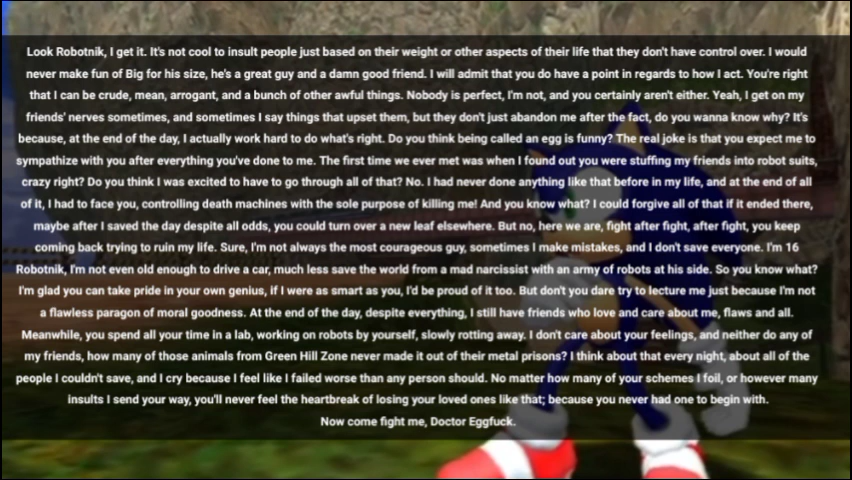 Look Robotnik, I get it. It's not cool to insult people just based on their weight or other aspects of their life that they don't have control over. I would
never make fun of Big for his size, he's a great guy and a damn good friend. I will admit that you do have a point in regards to how I act. You're right
that I can be crude, mean, arrogant, and a bunch of other awful things. Nobody is perfect, I'm not, and you certainly aren't either. Yeah, I get on my
friends' nerves sometimes, and sometimes I say things that upset them, but they don't just abandon me after the fact, do you wanna know why? It's
because, at the end of the day, I actually work hard to do what's right. Do you think being called an egg is funny? The real joke is that you expect me to
sympathize with you after everything you've done to me. The first time we ever met was when I found out you were stuffing my friends into robot suits,
crazy right? Do you think I was excited to have to go through all of that? No. I had never done anything like that before in my life, and at the end of all
of it, I had to face you, controlling death machines with the sole purpose of killing me! And you know what? I could forgive all of that if it ended there,
maybe after I saved the day despite all odds, you could turn over a new leaf elsewhere. But no, here we are, fight after fight, after fight, you keep
coming back trying to ruin my life. Sure, I'm not always the most courageous guy, sometimes I make mistakes, and I don't save everyone. I'm 16
Robotnik, I'm not even old enough to drive a car, much less save the world from a mad narcissist with an army of robots at his side. So you know what?
I'm glad you can take pride in your own genius, if I were as smart as you, I'd be proud of it too. But don't you dare try to lecture me just because I'm not
a flawless paragon of moral goodness. At the end of the day, despite everything, I still have friends who love and care about me, flaws and all.
Meanwhile, you spend all your time in a lab, working on robots by yourself, slowly rotting away. I don't care about your feelings, and neither do any of
my friends, how many of those animals from Green Hill Zone never made it out of their metal prisons? I think about that every night, about all of the
people I couldn't save, and I cry because I feel like I failed worse than any person should. No matter how many of your schemes I foil, or however many
insults I send your way, you'll never feel the heartbreak of losing your loved ones like that; because you never had one to begin with.
Now come fight me, Doctor Eggfuck.